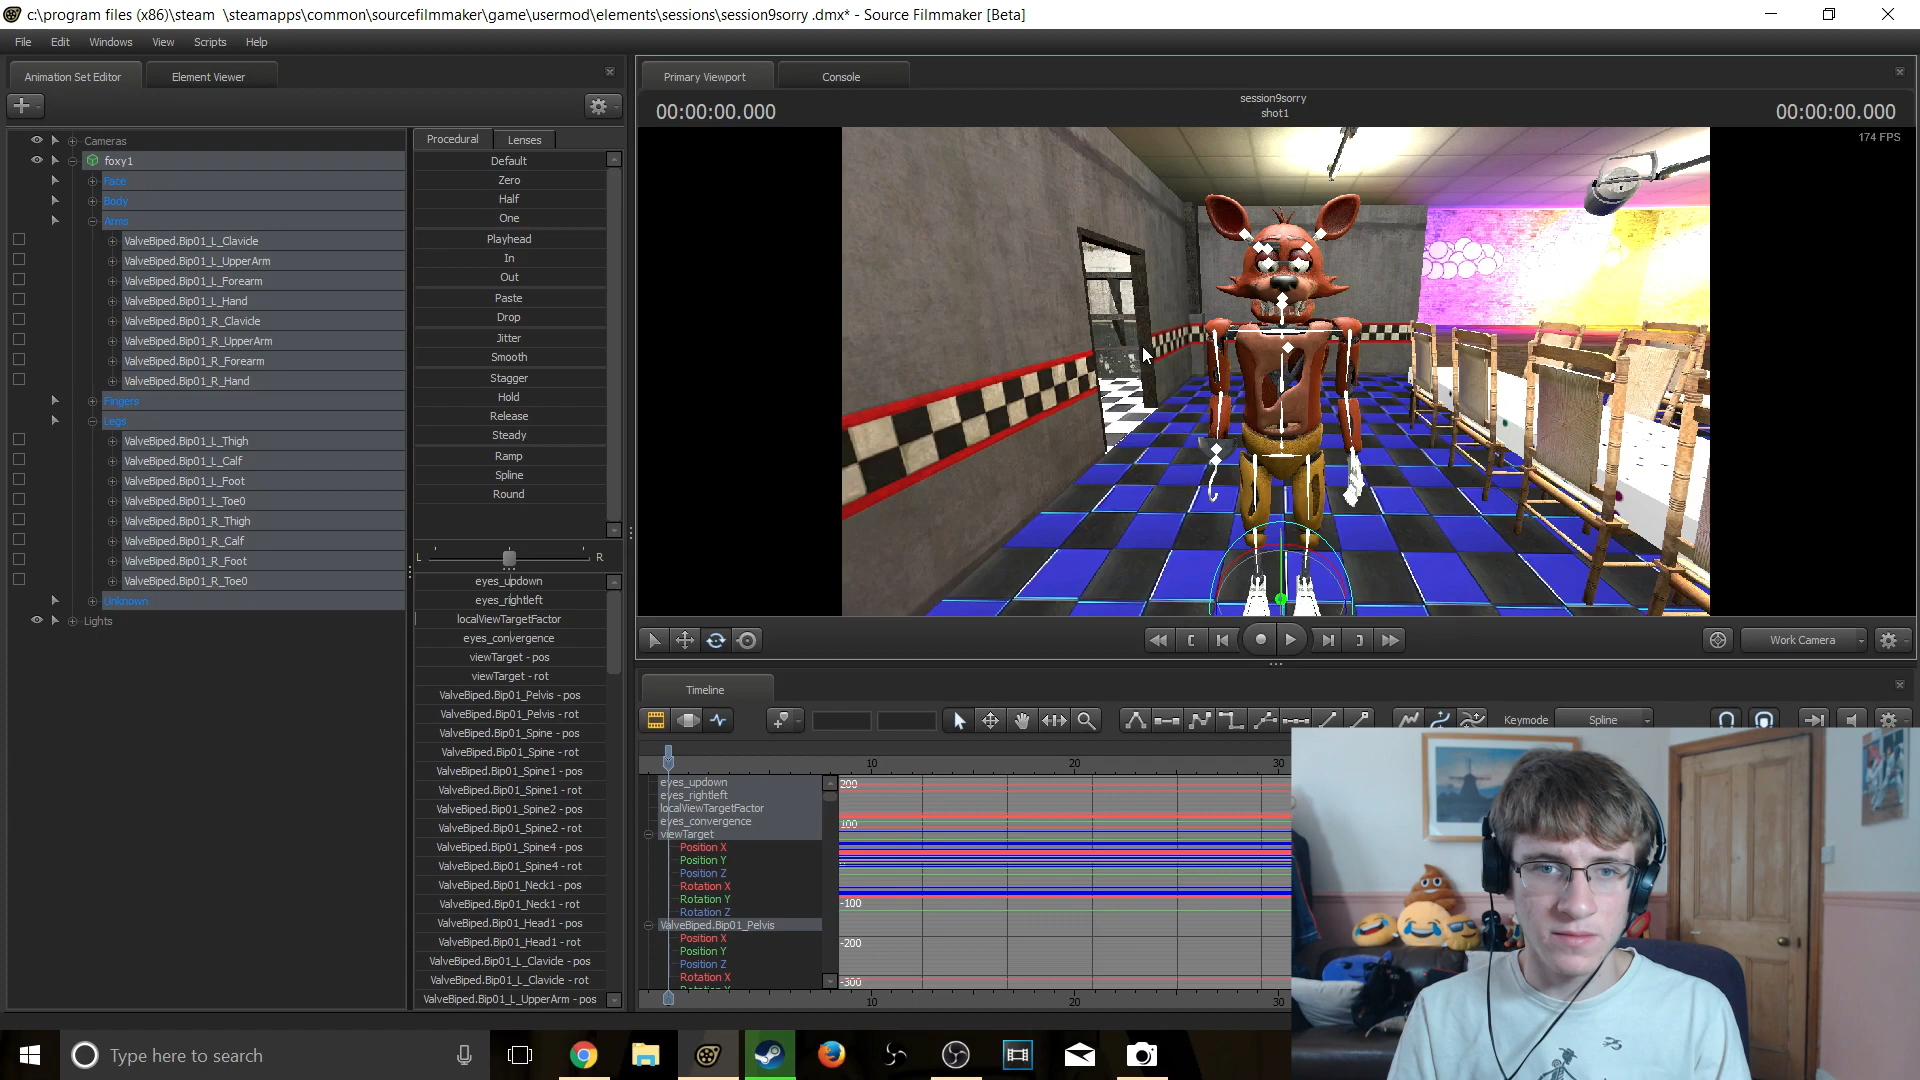 c:\program files (x86)\steam \steamapps\common\sourcefilmmaker\game\usermod\elements\sessions\session9sorry .dmx* - Source Filmmaker [Beta]
File Edit Windows View Scripts Help
Animation Set Editor Element Viewer
Cameras
foxy1
Face
Body
Arms
ValveBiped.Bip01_L_Clavicle
ValveBiped.Bip01_L_UpperArm
ValveBiped.Bip01_L_Forearm
ValveBiped.Bip01_L_Hand
ValveBiped.Bip01_R_Clavicle
ValveBiped.Bip01_R_UpperArm
ValveBiped.Bip01_R_Forearm
ValveBiped.Bip01_R_Hand
Fingers
Legs
ValveBiped.Bip01_L_Thigh
ValveBiped.Bip01_L_Calf
ValveBiped.Bip01_L_Foot
ValveBiped.Bip01_L_Toe0
ValveBiped.Bip01_R_Thigh
ValveBiped.Bip01_R_Calf
ValveBiped.Bip01_R_Foot
ValveBiped.Bip01_R_Toe0
Unknown
Lights
Procedural Lenses
Default
Zero
Half
One
Playhead
In
Out
Paste
Drop
Jitter
Smooth
Stagger
Hold
Release
Steady
Ramp
Spline
Round
L R
eyes_updown
eyes_rightleft
localViewTargetFactor
eyes_convergence
viewTarget - pos
viewTarget - rot
ValveBiped.Bip01_Pelvis - pos
ValveBiped.Bip01_Pelvis - rot
ValveBiped.Bip01_Spine - pos
ValveBiped.Bip01_Spine - rot
ValveBiped.Bip01_Spine1 - pos
ValveBiped.Bip01_Spine1 - rot
ValveBiped.Bip01_Spine2 - pos
ValveBiped.Bip01_Spine2 - rot
ValveBiped.Bip01_Spine4 - pos
ValveBiped.Bip01_Spine4 - rot
ValveBiped.Bip01_Neck1 - pos
ValveBiped.Bip01_Neck1 - rot
ValveBiped.Bip01_Head1 - pos
ValveBiped.Bip01_Head1 - rot
ValveBiped.Bip01_L_Clavicle - pos
ValveBiped.Bip01_L_Clavicle - rot
ValveBiped.Bip01_L_UpperArm - pos
Primary Viewport Console
00:00:00.000 session9sorry 00:00:00.000
shot1
174 FPS
Work Camera
Timeline
Keymode Spline
10 20 30
eyes_updown
eyes_rightleft
localViewTargetFactor
eyes_convergence
viewTarget
Position X
Position Y
Position Z
Rotation X
Rotation Y
Rotation Z
ValveBiped.Bip01_Pelvis
Position X
Position Y
Position Z
Rotation X
200
100
-100
-200
-300
10 20 30
Type here to search